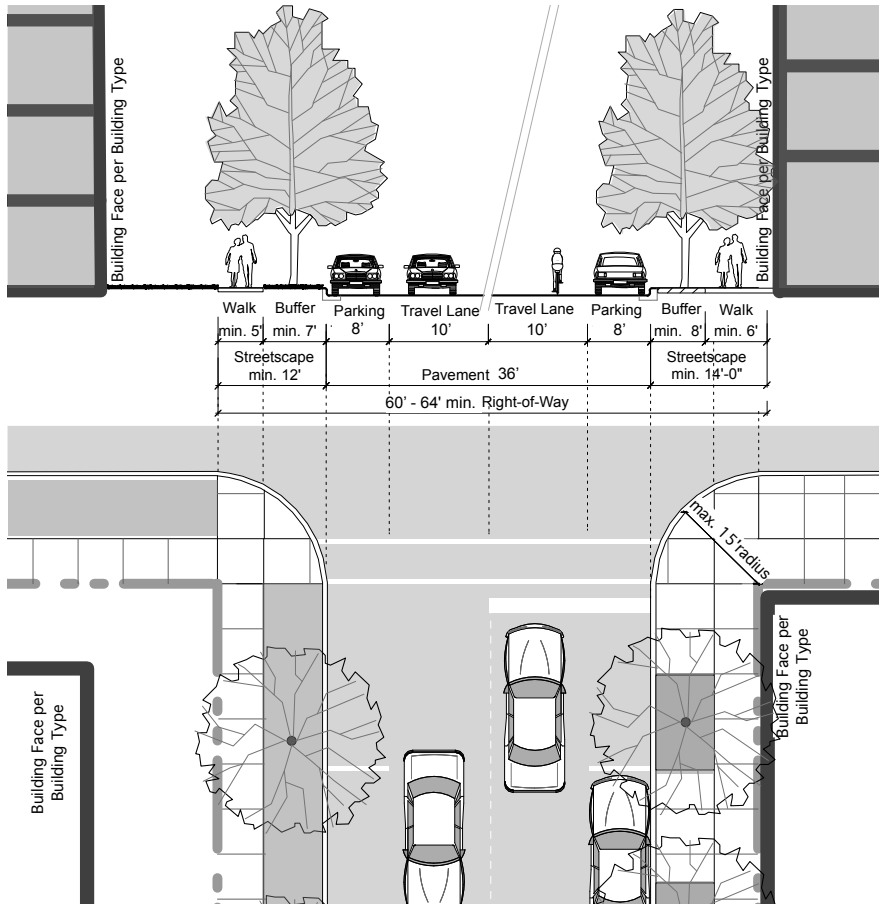 Building Face per Building Type
Building Face per Building Type
Walk
Buffer
Parking
Travel Lane
Travel Lane
Parking
Buffer
Walk
min. 5'
min. 7'
8’
10’
10’
8’
min. 8'
min. 6'
Streetscape
min. 12'
Pavement 36’
Streetscape
min. 14'-0"
60’ - 64' min. Right-of-Way
max. 15'radius
Building Face per
Building Type
Building Face per
Building Type